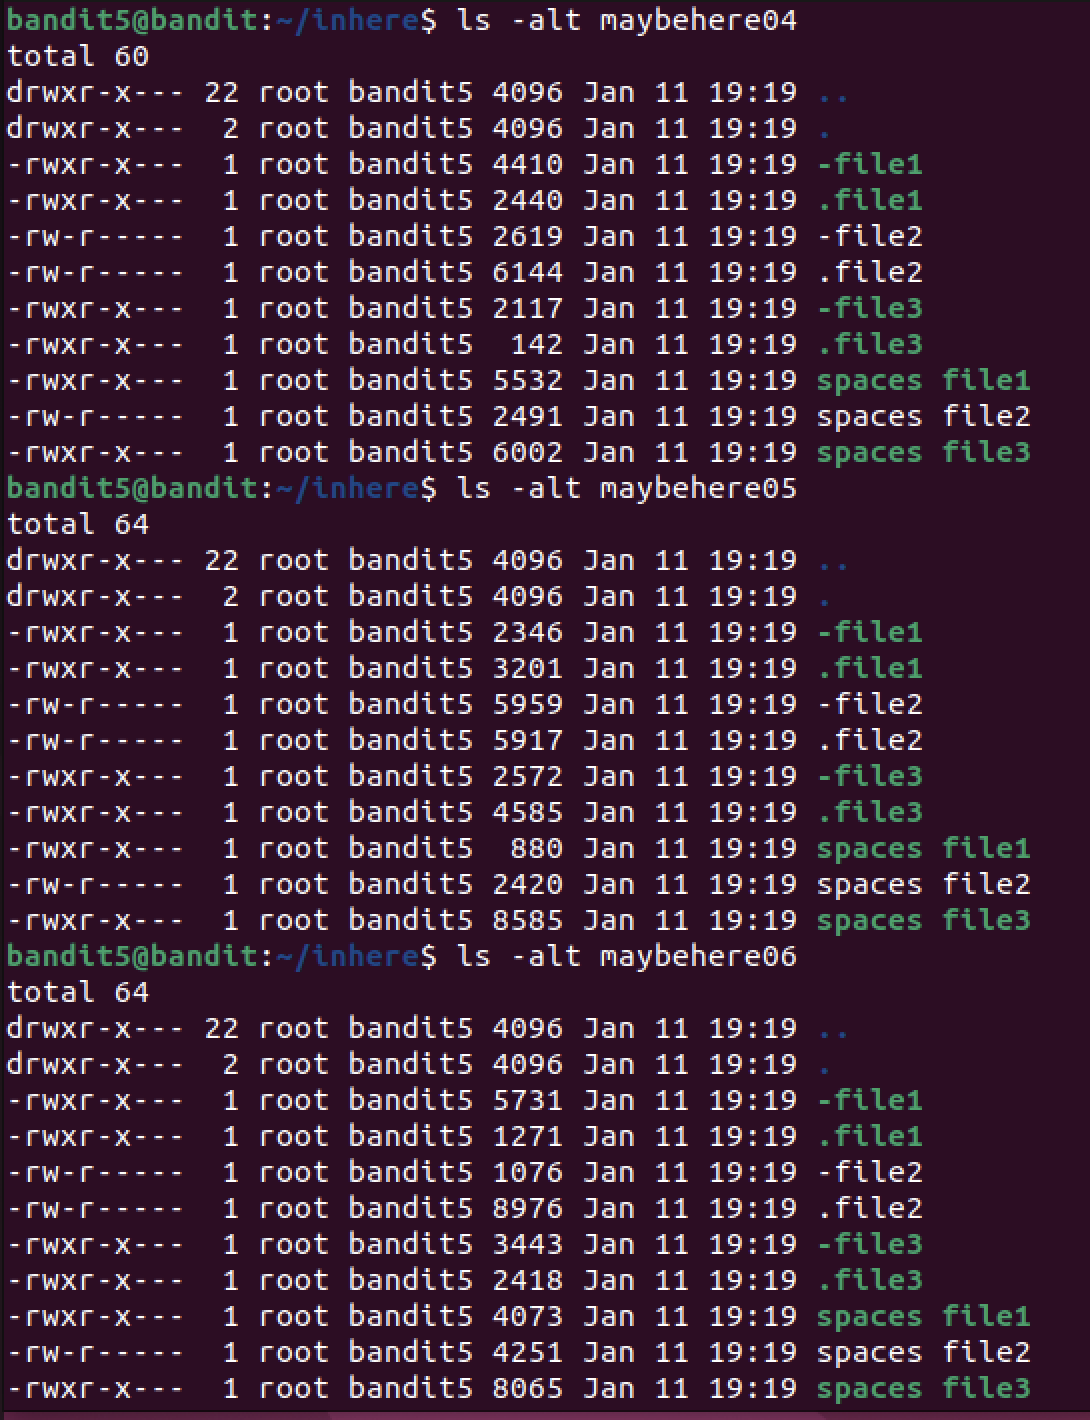 bandit5@bandit:~/inhere$ ls -alt maybehere04
total 60
drwxr-x--- 22 root bandit5 4096 Jan 11 19:19 ..
drwxr-x---  2 root bandit5 4096 Jan 11 19:19 .
-rwxr-x---  1 root bandit5 4410 Jan 11 19:19 -file1
-rwxr-x---  1 root bandit5 2440 Jan 11 19:19 .file1
-rw-r-----  1 root bandit5 2619 Jan 11 19:19 -file2
-rw-r-----  1 root bandit5 6144 Jan 11 19:19 .file2
-rwxr-x---  1 root bandit5 2117 Jan 11 19:19 -file3
-rwxr-x---  1 root bandit5  142 Jan 11 19:19 .file3
-rwxr-x---  1 root bandit5 5532 Jan 11 19:19 spaces file1
-rw-r-----  1 root bandit5 2491 Jan 11 19:19 spaces file2
-rwxr-x---  1 root bandit5 6002 Jan 11 19:19 spaces file3
bandit5@bandit:~/inhere$ ls -alt maybehere05
total 64
drwxr-x--- 22 root bandit5 4096 Jan 11 19:19 ..
drwxr-x---  2 root bandit5 4096 Jan 11 19:19 .
-rwxr-x---  1 root bandit5 2346 Jan 11 19:19 -file1
-rwxr-x---  1 root bandit5 3201 Jan 11 19:19 .file1
-rw-r-----  1 root bandit5 5959 Jan 11 19:19 -file2
-rw-r-----  1 root bandit5 5917 Jan 11 19:19 .file2
-rwxr-x---  1 root bandit5 2572 Jan 11 19:19 -file3
-rwxr-x---  1 root bandit5 4585 Jan 11 19:19 .file3
-rwxr-x---  1 root bandit5  880 Jan 11 19:19 spaces file1
-rw-r-----  1 root bandit5 2420 Jan 11 19:19 spaces file2
-rwxr-x---  1 root bandit5 8585 Jan 11 19:19 spaces file3
bandit5@bandit:~/inhere$ ls -alt maybehere06
total 64
drwxr-x--- 22 root bandit5 4096 Jan 11 19:19 ..
drwxr-x---  2 root bandit5 4096 Jan 11 19:19 .
-rwxr-x---  1 root bandit5 5731 Jan 11 19:19 -file1
-rwxr-x---  1 root bandit5 1271 Jan 11 19:19 .file1
-rw-r-----  1 root bandit5 1076 Jan 11 19:19 -file2
-rw-r-----  1 root bandit5 8976 Jan 11 19:19 .file2
-rwxr-x---  1 root bandit5 3443 Jan 11 19:19 -file3
-rwxr-x---  1 root bandit5 2418 Jan 11 19:19 .file3
-rwxr-x---  1 root bandit5 4073 Jan 11 19:19 spaces file1
-rw-r-----  1 root bandit5 4251 Jan 11 19:19 spaces file2
-rwxr-x---  1 root bandit5 8065 Jan 11 19:19 spaces file3